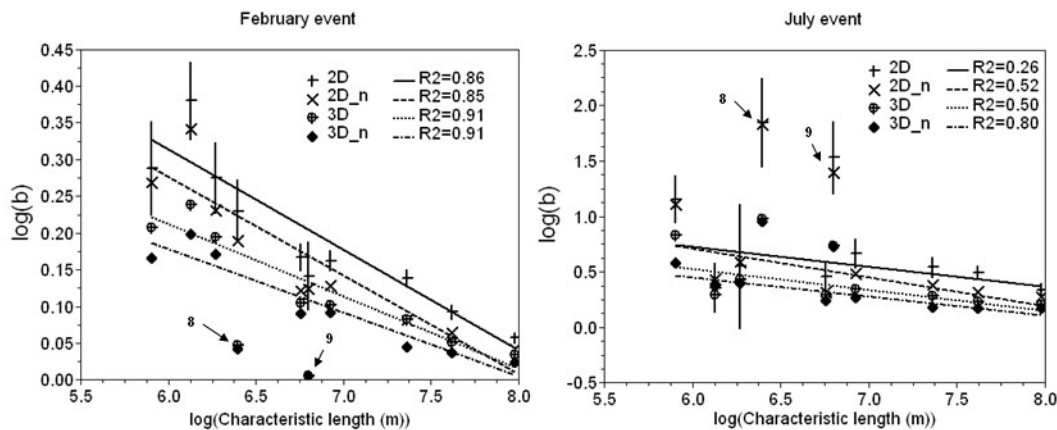 February event
0.45
0.40
0.35
0.30
0.25
0.20
0.15
0.10
0.05
0.00
log(b)
2D R2=0.86
2D_n R2=0.85
3D R2=0.91
3D_n R2=0.91
8
9
5.5 6.0 6.5 7.0 7.5 8.0
log(Characteristic length (m))
July event
2.5
2.0
1.5
1.0
0.5
0.0
-0.5
log(b)
2D R2=0.26
2D_n R2=0.52
3D R2=0.50
3D_n R2=0.80
8
9
5.5 6.0 6.5 7.0 7.5 8.0
log(Characteristic length (m))